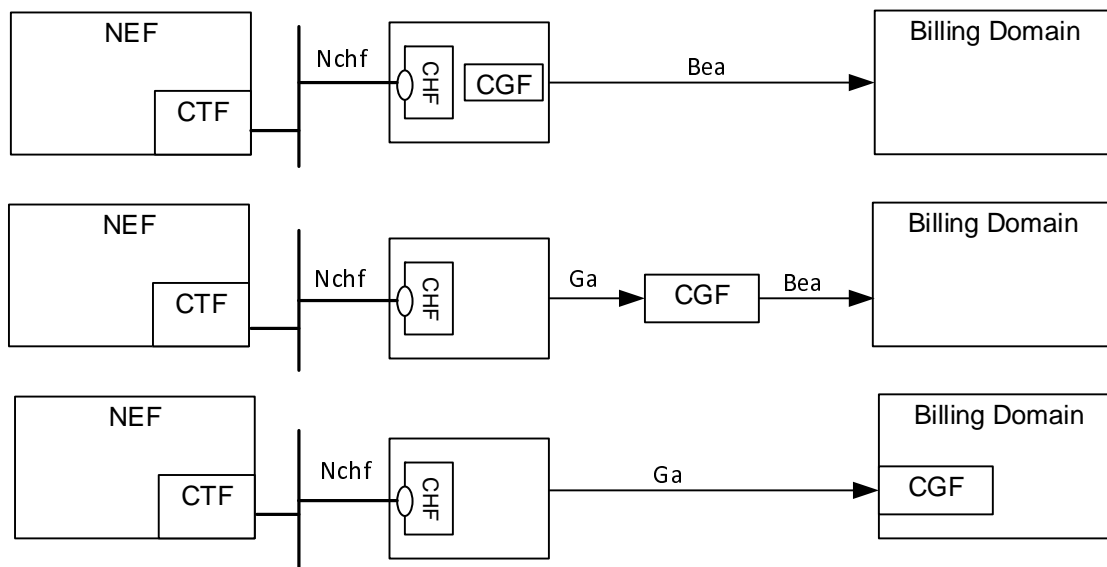 NEF
CTF
Nchf
CHF
CGF
Bea
Billing Domain
NEF
CTF
Nchf
CHF
Ga
CGF
Bea
Billing Domain
NEF
CTF
Nchf
CHF
Ga
Billing Domain
CGF